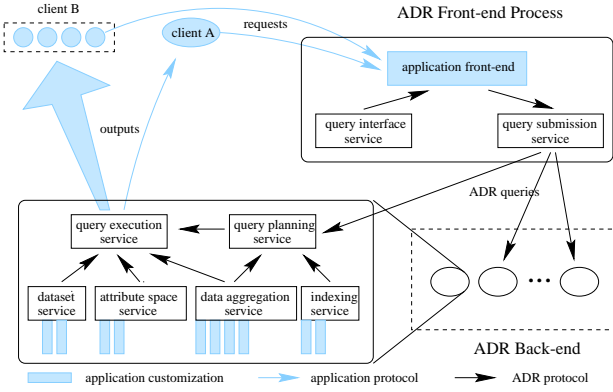 client B
client A
requests
ADR Front-end Process
application front-end
query interface
service
query submission
service
outputs
ADR queries
query execution
service
query planning
service
dataset
service
attribute space
service
data aggregation
service
indexing
service
•••
ADR Back-end
application customization
application protocol
ADR protocol